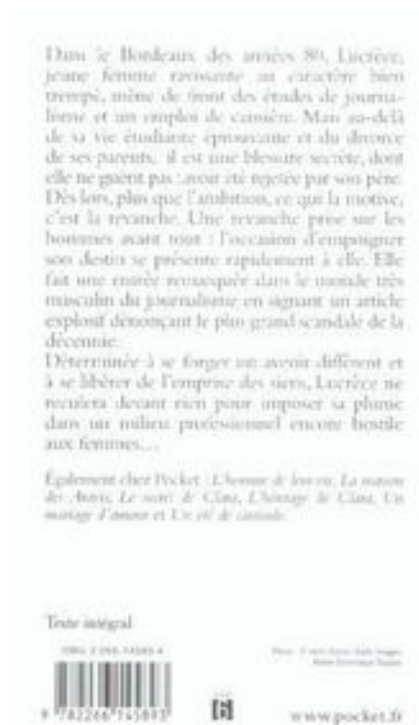 Dans le Bordeaux des années 80, Lucrèce,
jeune femme ravissante au caractère bien
trempé, mène de front des études de journa-
lisme et un emploi de caissière. Mais au-delà
de sa vie étudiante éprouvante et du divorce
de ses parents, il est une blessure secrète, dont
elle ne guérit pas : avoir été rejetée par son père.
Dès lors, plus que l'ambition, ce qui la motive,
c'est la revanche. Une revanche prise sur les
hommes avant tout : l'occasion d'empoigner
son destin se présente rapidement à elle. Elle
fait une entrée remarquée dans le monde très
masculin du journalisme en signant un article
explosif dénonçant le plus grand scandale de la
décennie.
Déterminée à se forger un avenir différent et
à se libérer de l'emprise des siens, Lucrèce ne
reculera devant rien pour imposer sa plume
dans un milieu professionnel encore hostile
aux femmes...
Également chez Pocket : L'homme de leur vie, La maison
des Aravis, Le secret de Clara, L'héritage de Clara, Un
mariage d'amour et Un été de canicule.
Texte intégral
9 782266 145893
www.pocket.fr